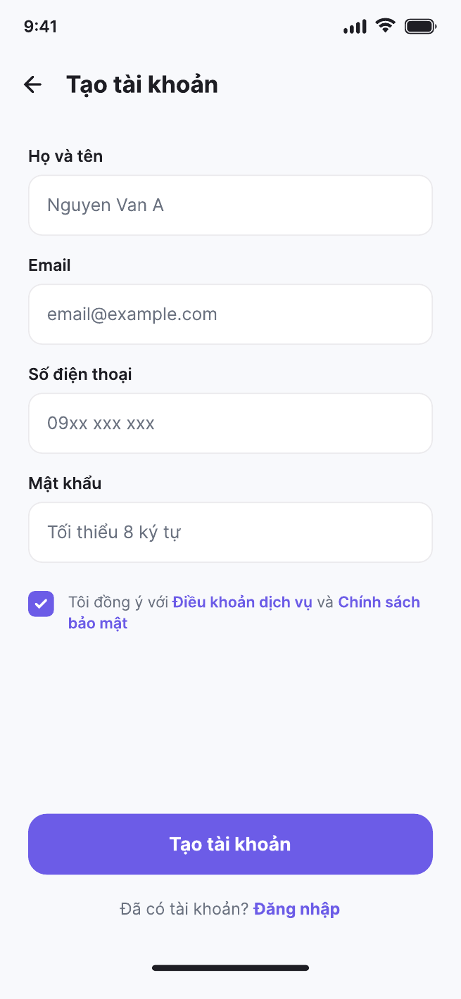 9:41
Tạo tài khoản
Họ và tên
Nguyen Van A
Email
email@example.com
Số điện thoại
09xx xxx xxx
Mật khẩu
Tối thiểu 8 ký tự
Tôi đồng ý với Điều khoản dịch vụ và Chính sách
bảo mật
Tạo tài khoản
Đã có tài khoản? Đăng nhập